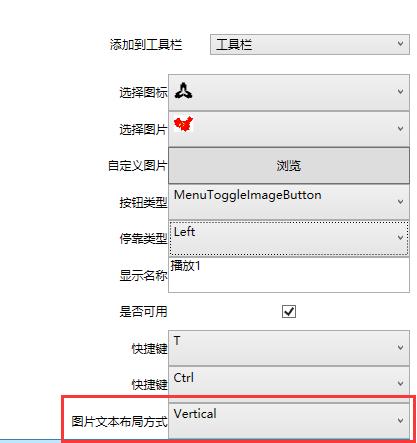 添加到工具栏 工具栏
选择图标
选择图片
自定义图片 浏览
按钮类型 MenuToggleImageButton
停靠类型 Left
显示名称 播放1
是否可用
快捷键 T
快捷键 Ctrl
图片文本布局方式 Vertical